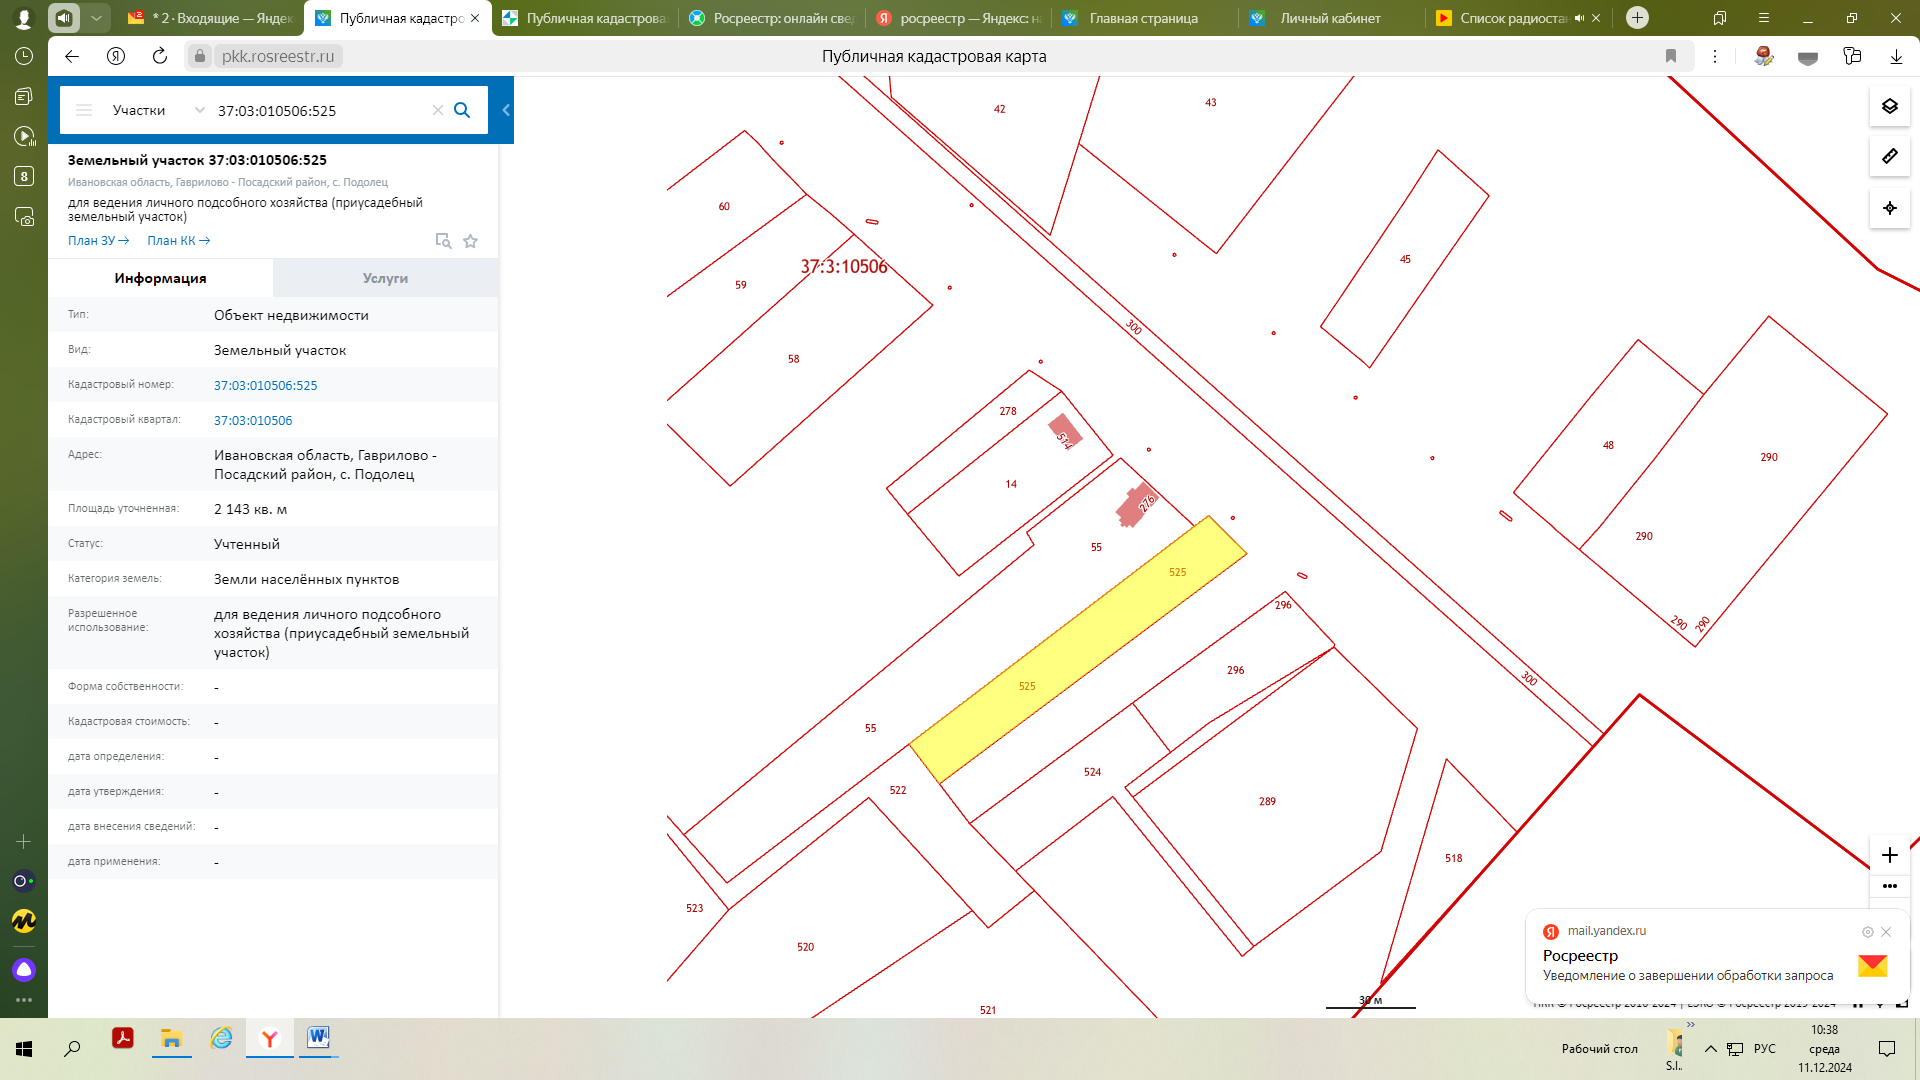 * 2 · Входящие — Яндек
Публичная кадастро
Публичная кадастрова
Росреестр: онлайн све
росреестр — Яндекс: на
Главная страница
Личный кабинет
Список радиоста
pkk.rosreestr.ru
Публичная кадастровая карта
Участки
37:03:010506:525
Земельный участок 37:03:010506:525
Ивановская область, Гаврилово - Посадский район, с. Подолец
для ведения личного подсобного хозяйства (приусадебный
земельный участок)
План ЗУ →
План КК →
Информация
Услуги
Тип:
Объект недвижимости
Вид:
Земельный участок
Кадастровый номер:
37:03:010506:525
Кадастровый квартал:
37:03:010506
Адрес:
Ивановская область, Гаврилово -
Посадский район, с. Подолец
Площадь уточненная:
2 143 кв. м
Статус:
Учтенный
Категория земель:
Земли населённых пунктов
Разрешенное
использование:
для ведения личного подсобного
хозяйства (приусадебный земельный
участок)
Форма собственности:
-
Кадастровая стоимость:
-
дата определения:
-
дата утверждения:
-
дата внесения сведений:
-
дата применения:
-
42
43
60
45
37:3:10506
59
300
58
278
514
14
48
290
276
55
290
525
296
290
290
296
525
300
55
524
522
289
518
523
520
521
30 м
mail.yandex.ru
Росреестр
Уведомление о завершении обработки запроса
Рабочий стол
S.I..
РУС
10:38
среда
11.12.2024